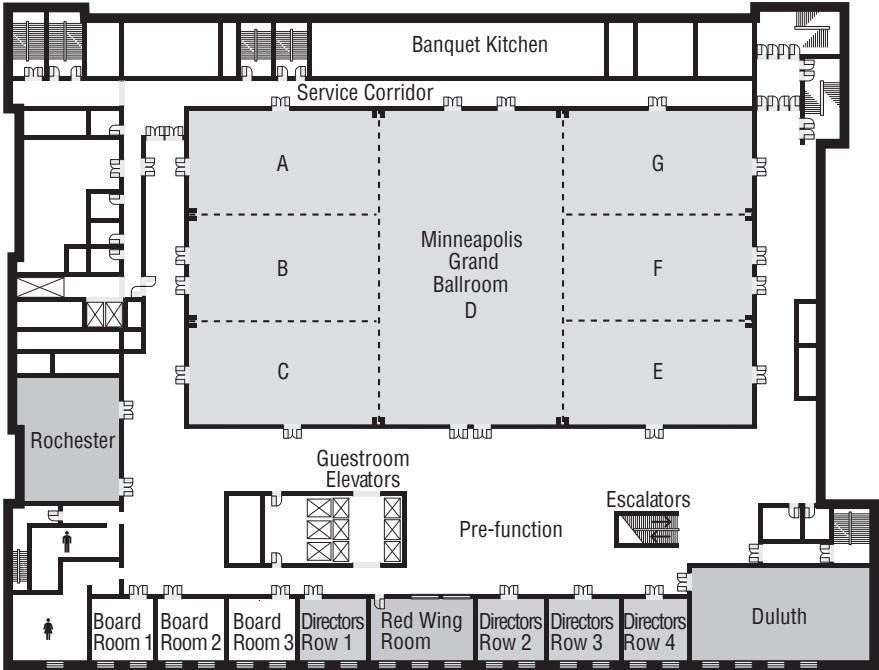 Banquet Kitchen
Service Corridor
A
G
Minneapolis
Grand
Ballroom
D
B
F
C
E
Rochester
Guestroom
Elevators
Escalators
Pre-function
Board
Room 1
Board
Room 2
Board
Room 3
Directors
Row 1
Red Wing
Room
Directors
Row 2
Directors
Row 3
Directors
Row 4
Duluth